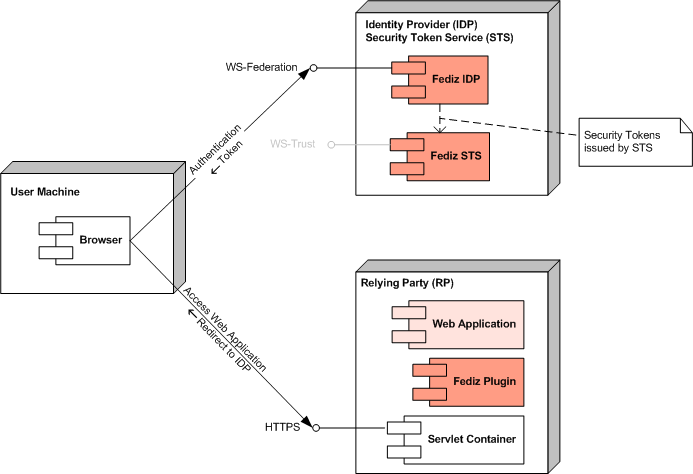 Identity Provider (IDP)
Security Token Service (STS)
WS-Federation
Fediz IDP
Security Tokens
issued by STS
WS-Trust
Fediz STS
Authentication
Token
User Machine
Browser
Access Web Application
Redirect to IDP
Relying Party (RP)
Web Application
Fediz Plugin
HTTPS
Servlet Container